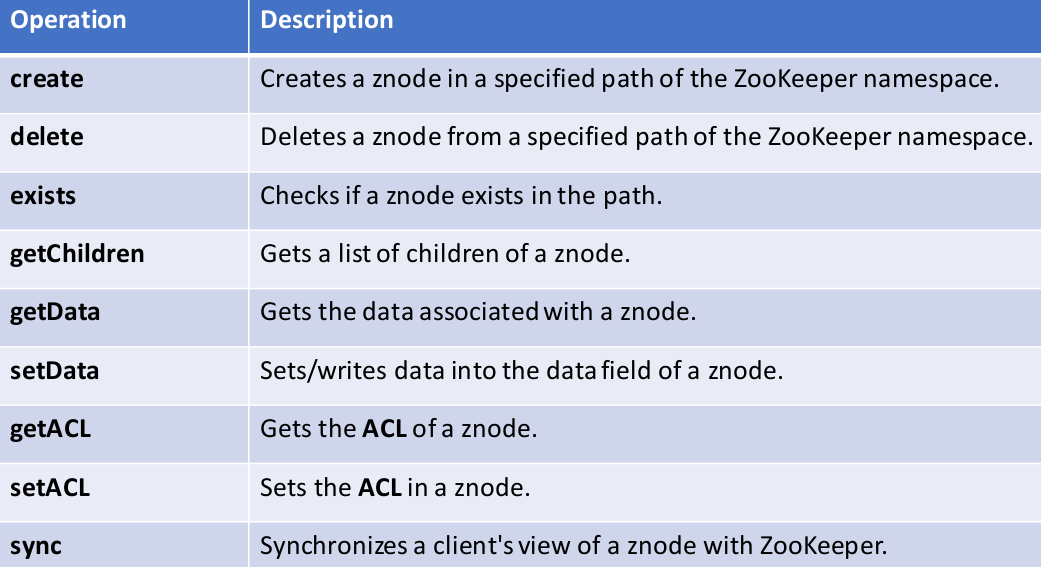 Operation Description
create Creates a znode in a specified path of the ZooKeeper namespace.
delete Deletes a znode from a specified path of the ZooKeeper namespace.
exists Checks if a znode exists in the path.
getChildren Gets a list of children of a znode.
getData Gets the data associated with a znode.
setData Sets/writes data into the data field of a znode.
getACL Gets the ACL of a znode.
setACL Sets the ACL in a znode.
sync Synchronizes a client's view of a znode with ZooKeeper.